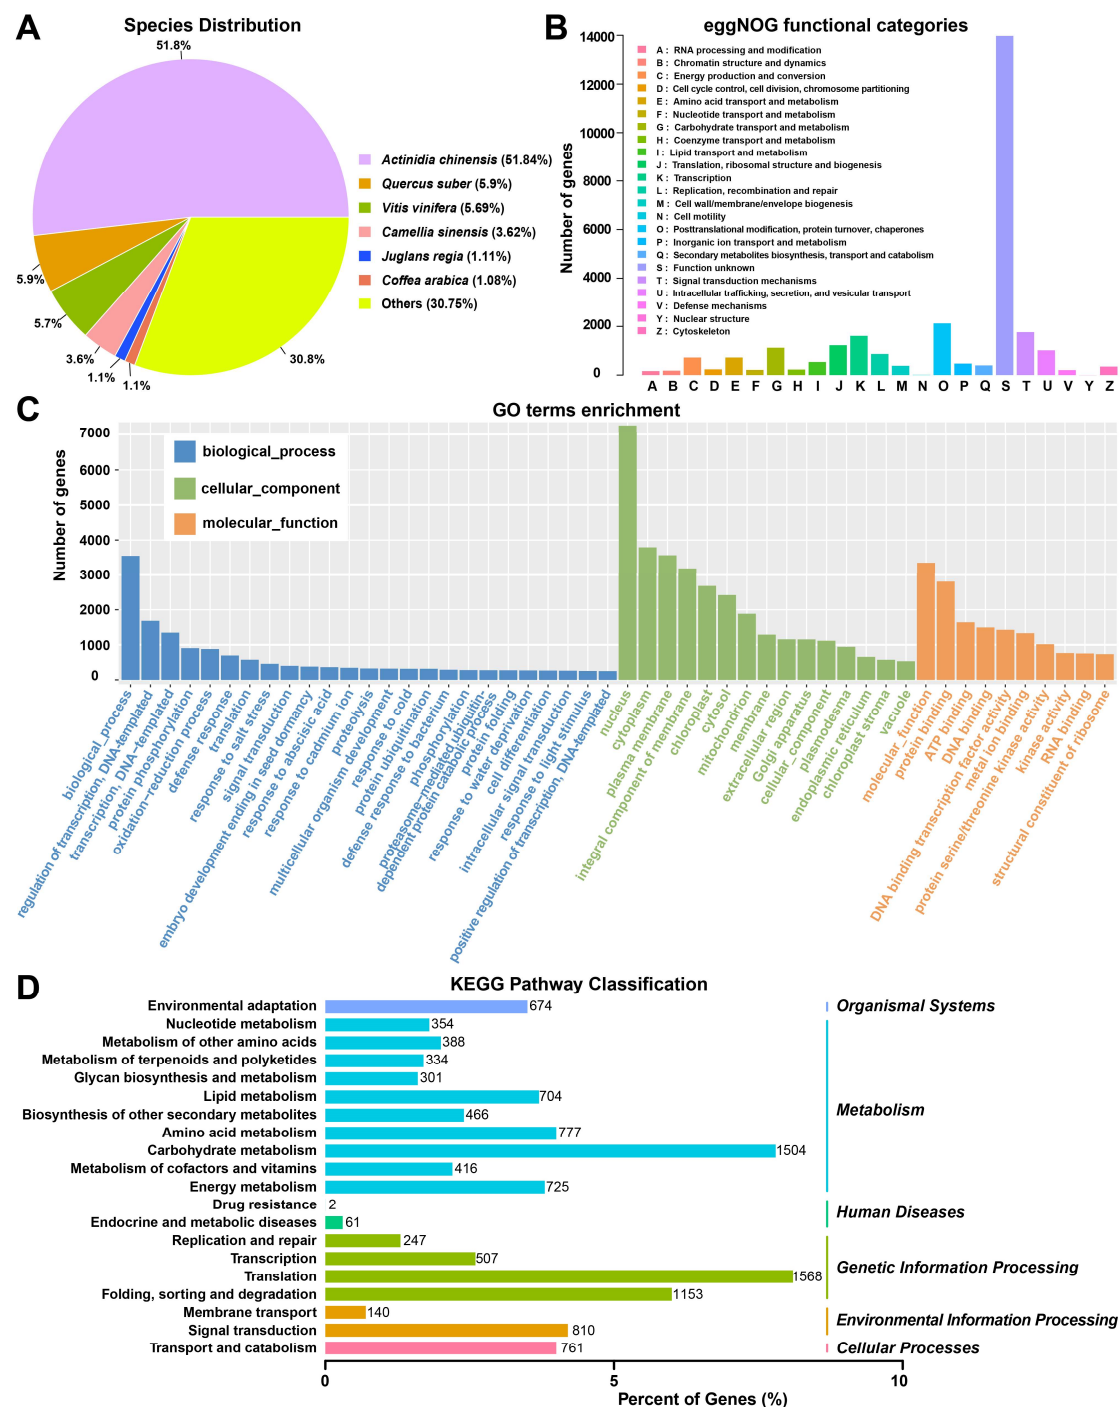 A
Species Distribution
51.8%
5.9%
5.7%
3.6%
1.1%
1.1%
30.8%
Actinidia chinensis (51.84%)
Quercus suber (5.9%)
Vitis vinifera (5.69%)
Camellia sinensis (3.62%)
Juglans regia (1.11%)
Coffea arabica (1.08%)
Others (30.75%)
B
eggNOG functional categories
Number of genes
14000
12000
10000
8000
6000
4000
2000
0
A : RNA processing and modification
B : Chromatin structure and dynamics
C : Energy production and conversion
D : Cell cycle control, cell division, chromosome partitioning
E : Amino acid transport and metabolism
F : Nucleotide transport and metabolism
G : Carbohydrate transport and metabolism
H : Coenzyme transport and metabolism
I : Lipid transport and metabolism
J : Translation, ribosomal structure and biogenesis
K : Transcription
L : Replication, recombination and repair
M : Cell wall/membrane/envelope biogenesis
N : Cell motility
O : Posttranslational modification, protein turnover, chaperones
P : Inorganic ion transport and metabolism
Q : Secondary metabolites biosynthesis, transport and catabolism
S : Function unknown
T : Signal transduction mechanisms
U : Intracellular trafficking, secretion, and vesicular transport
V : Defense mechanisms
Y : Nuclear structure
Z : Cytoskeleton
A B C D E F G H I J K L M N O P Q S T U V Y Z
C
GO terms enrichment
Number of genes
7000
6000
5000
4000
3000
2000
1000
0
biological_process
cellular_component
molecular_function
biological_process
regulation of transcription, DNA-templated
transcription, DNA-templated
protein phosphorylation
oxidation-reduction process
defense response
translation
response to salt stress
signal transduction
embryo development ending in seed dormancy
response to abscisic acid
response to cadmium ion
proteolysis
multicellular organism development
response to cold
protein ubiquitination
defense response to bacterium
phosphorylation
proteasome-mediated ubiquitin-
dependent protein catabolic process
protein folding
response to water deprivation
cell differentiation
intracellular signal transduction
response to light stimulus
positive regulation of transcription, DNA-templated
nucleus
cytoplasm
plasma membrane
integral component of membrane
chloroplast
cytosol
mitochondrion
membrane
extracellular region
Golgi apparatus
cellular_component
plasmodesma
endoplasmic reticulum
chloroplast stroma
vacuole
molecular_function
protein binding
ATP binding
DNA binding
DNA binding transcription factor activity
metal ion binding
protein serine/threonine kinase activity
kinase activity
RNA binding
structural constituent of ribosome
D
KEGG Pathway Classification
Environmental adaptation 674
Nucleotide metabolism 354
Metabolism of other amino acids 388
Metabolism of terpenoids and polyketides 334
Glycan biosynthesis and metabolism 301
Lipid metabolism 704
Biosynthesis of other secondary metabolites 466
Amino acid metabolism 777
Carbohydrate metabolism 1504
Metabolism of cofactors and vitamins 416
Energy metabolism 725
Drug resistance 2
Endocrine and metabolic diseases 61
Replication and repair 247
Transcription 507
Translation 1568
Folding, sorting and degradation 1153
Membrane transport 140
Signal transduction 810
Transport and catabolism 761
Organismal Systems
Metabolism
Human Diseases
Genetic Information Processing
Environmental Information Processing
Cellular Processes
0 5 10
Percent of Genes (%)